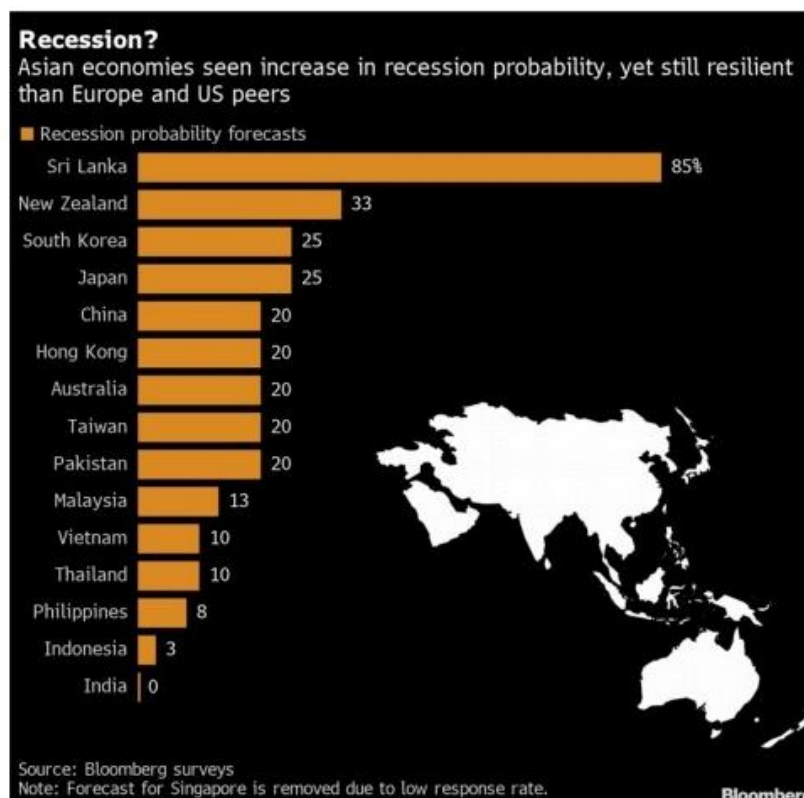 Recession?
Asian economies seen increase in recession probability, yet still resilient
than Europe and US peers
Recession probability forecasts
Sri Lanka 85%
New Zealand 33
South Korea 25
Japan 25
China 20
Hong Kong 20
Australia 20
Taiwan 20
Pakistan 20
Malaysia 13
Vietnam 10
Thailand 10
Philippines 8
Indonesia 3
India 0
Source: Bloomberg surveys
Note: Forecast for Singapore is removed due to low response rate.
Bloomberg